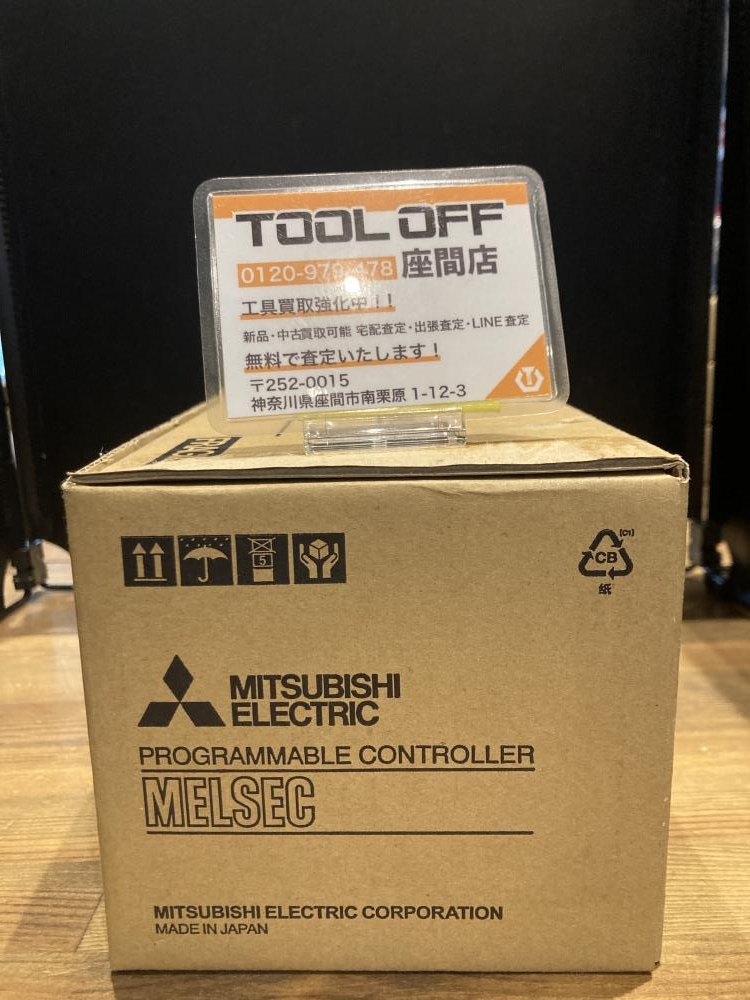 TOOL OFF
座間店
工具買取強化中!!
新品・中古買取可能 宅配査定・出張査定・LINE査定
無料で査定いたします!
〒252-0015
神奈川県座間市南栗原 1-12-3
5
[01]
CB
紙
MITSUBISHI
ELECTRIC
PROGRAMMABLE CONTROLLER
MELSEC
MITSUBISHI ELECTRIC CORPORATION
MADE IN JAPAN